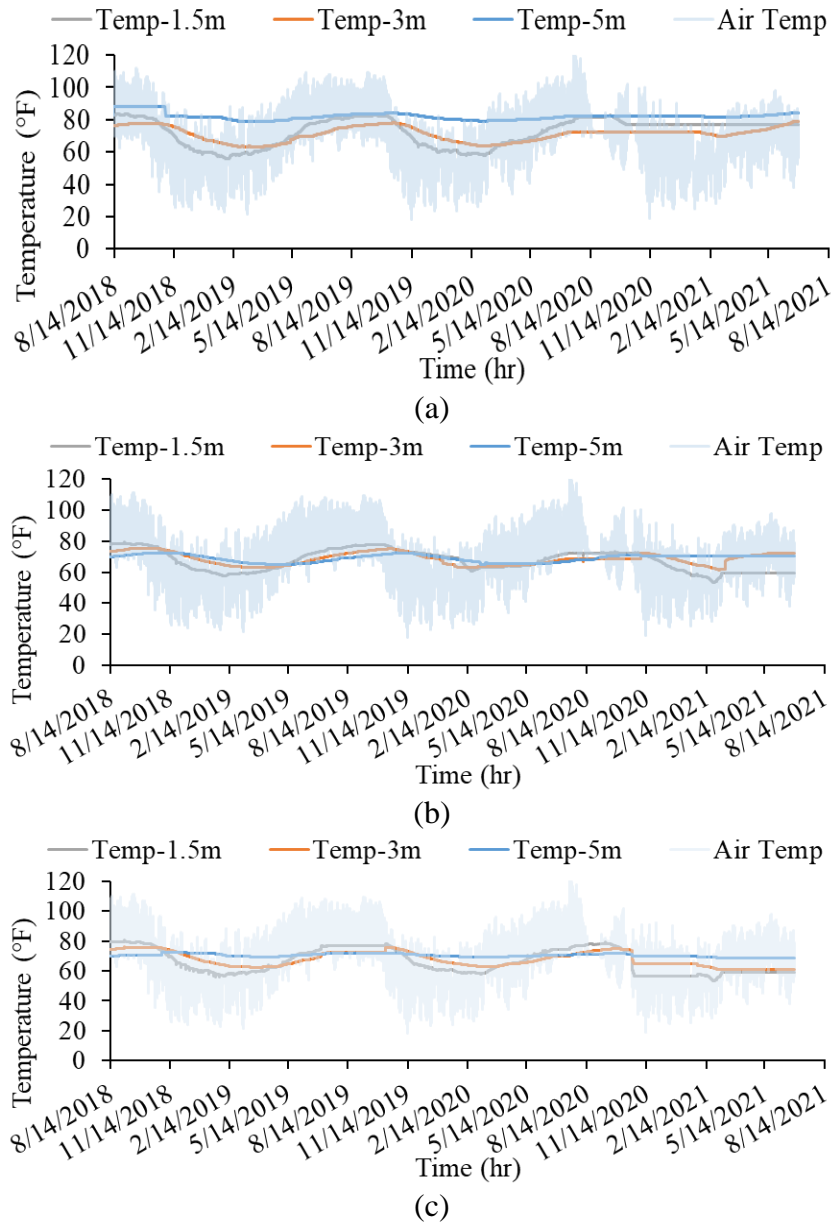 Temp-1.5m Temp-3m Temp-5m Air Temp
Temperature (°F)
120
100
80
60
40
20
0
8/14/2018 11/14/2018 2/14/2019 5/14/2019 8/14/2019 11/14/2019 2/14/2020 5/14/2020 8/14/2020 11/14/2020 2/14/2021 5/14/2021 8/14/2021
Time (hr)
(a)
Temp-1.5m Temp-3m Temp-5m Air Temp
Temperature (°F)
120
100
80
60
40
20
0
8/14/2018 11/14/2018 2/14/2019 5/14/2019 8/14/2019 11/14/2019 2/14/2020 5/14/2020 8/14/2020 11/14/2020 2/14/2021 5/14/2021 8/14/2021
Time (hr)
(b)
Temp-1.5m Temp-3m Temp-5m Air Temp
Temperature (°F)
120
100
80
60
40
20
0
8/14/2018 11/14/2018 2/14/2019 5/14/2019 8/14/2019 11/14/2019 2/14/2020 5/14/2020 8/14/2020 11/14/2020 2/14/2021 5/14/2021 8/14/2021
Time (hr)
(c)